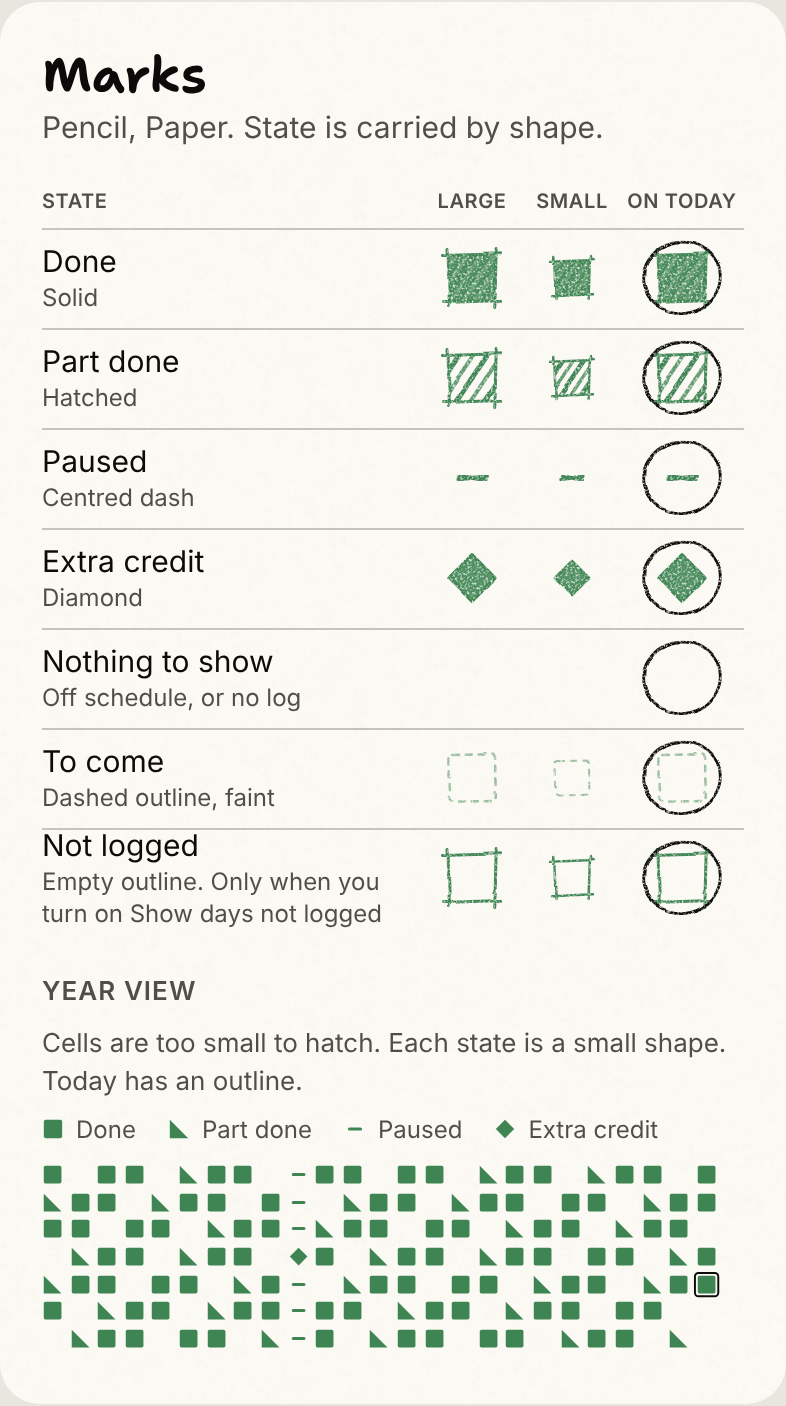 Marks
Pencil, Paper. State is carried by shape.
STATE LARGE SMALL ON TODAY
Done
Solid
Part done
Hatched
Paused
Centred dash
Extra credit
Diamond
Nothing to show
Off schedule, or no log
To come
Dashed outline, faint
Not logged
Empty outline. Only when you
turn on Show days not logged
YEAR VIEW
Cells are too small to hatch. Each state is a small shape.
Today has an outline.
Done Part done Paused Extra credit